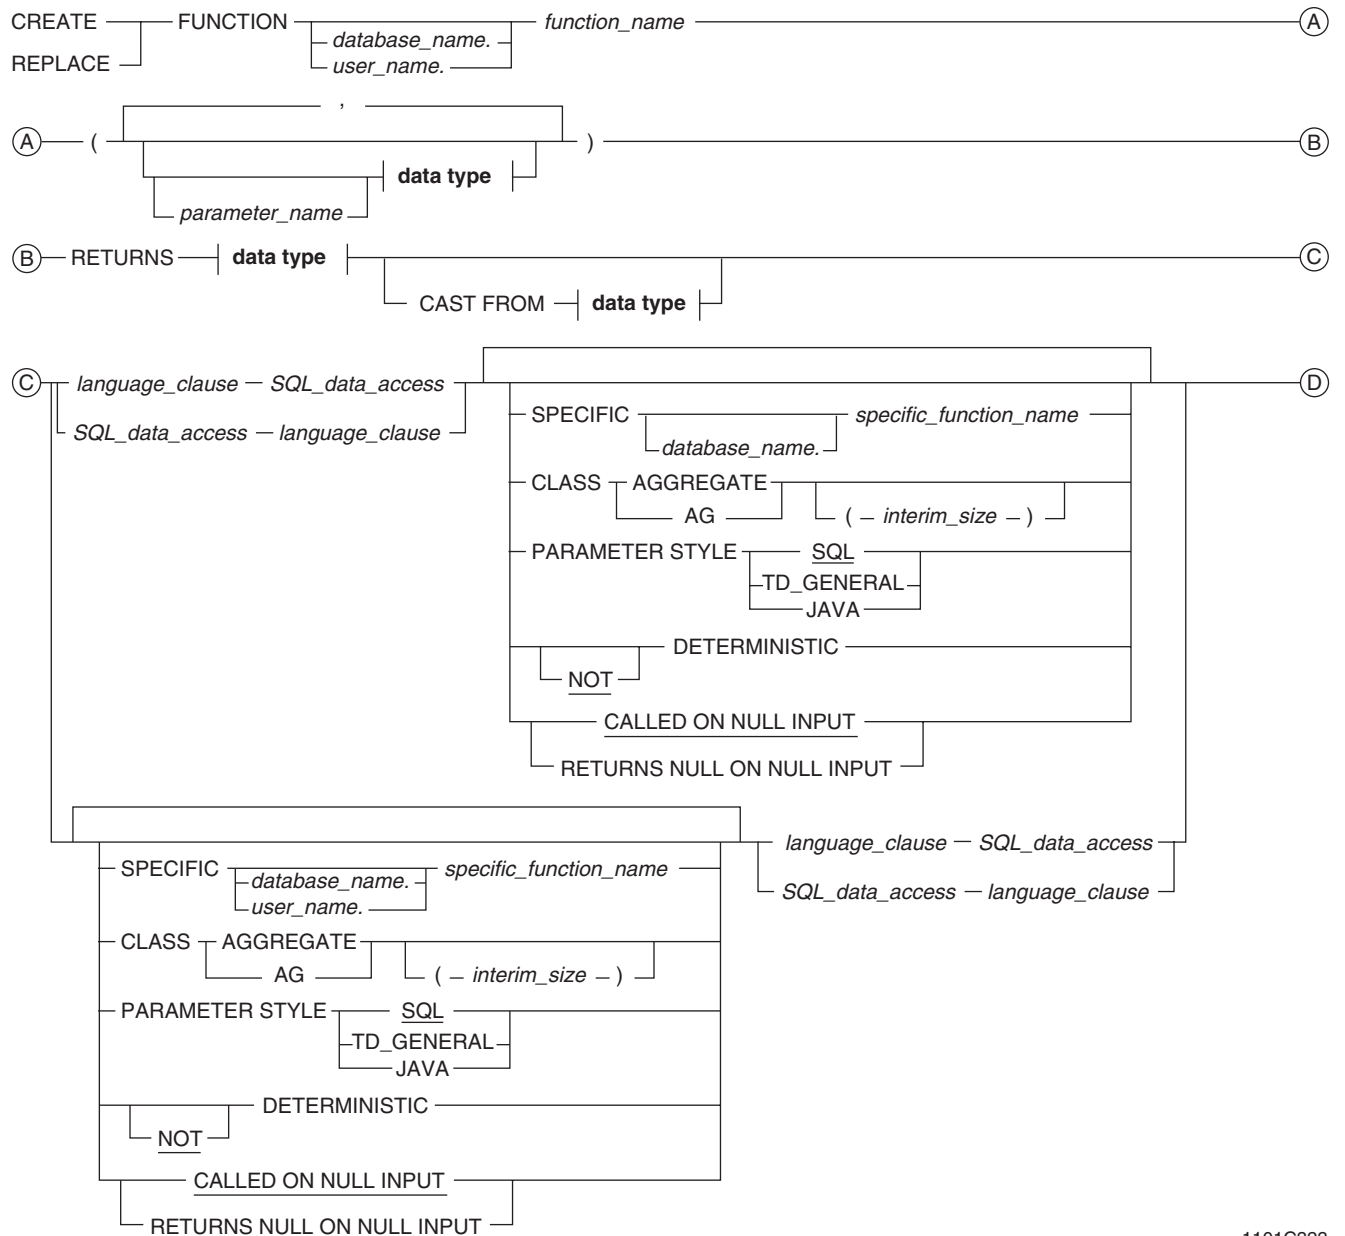 CREATE FUNCTION function_name A
database_name.
REPLACE user_name.
,
A ( ) B
data type
parameter_name
B RETURNS data type C
CAST FROM data type
C language_clause SQL_data_access D
SQL_data_access language_clause
SPECIFIC specific_function_name
database_name.
CLASS AGGREGATE
AG ( interim_size )
PARAMETER STYLE SQL
TD_GENERAL
JAVA
DETERMINISTIC
NOT
CALLED ON NULL INPUT
RETURNS NULL ON NULL INPUT
language_clause SQL_data_access
SQL_data_access language_clause
SPECIFIC specific_function_name
database_name.
user_name.
CLASS AGGREGATE
AG ( interim_size )
PARAMETER STYLE SQL
TD_GENERAL
JAVA
DETERMINISTIC
NOT
CALLED ON NULL INPUT
RETURNS NULL ON NULL INPUT